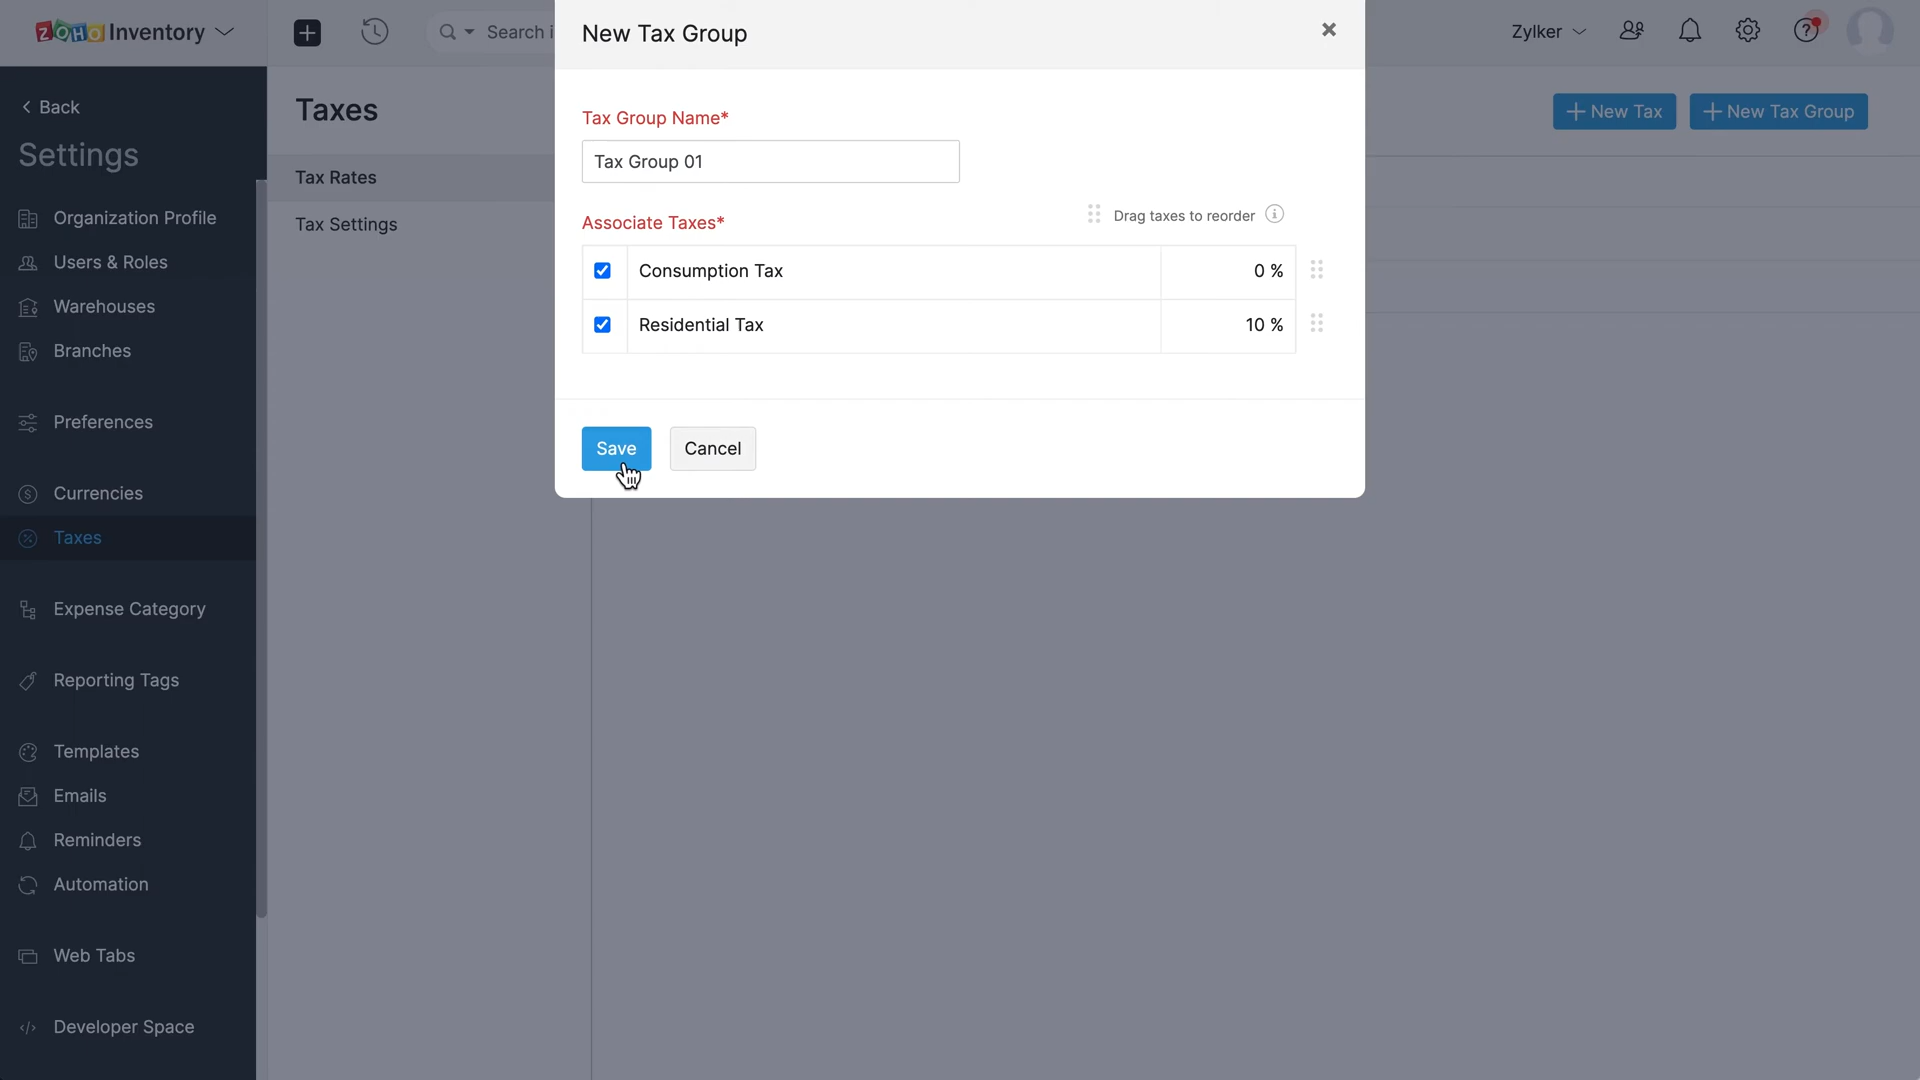 ZOHO Inventory
Search i
Zylker
Back
Settings
Organization Profile
Users & Roles
Warehouses
Branches
Preferences
Currencies
Taxes
Expense Category
Reporting Tags
Templates
Emails
Reminders
Automation
Web Tabs
Developer Space
Taxes
+ New Tax
+ New Tax Group
Tax Rates
Tax Settings
New Tax Group
Tax Group Name*
Tax Group 01
Associate Taxes*
Drag taxes to reorder
Consumption Tax 0 %
Residential Tax 10 %
Save Cancel